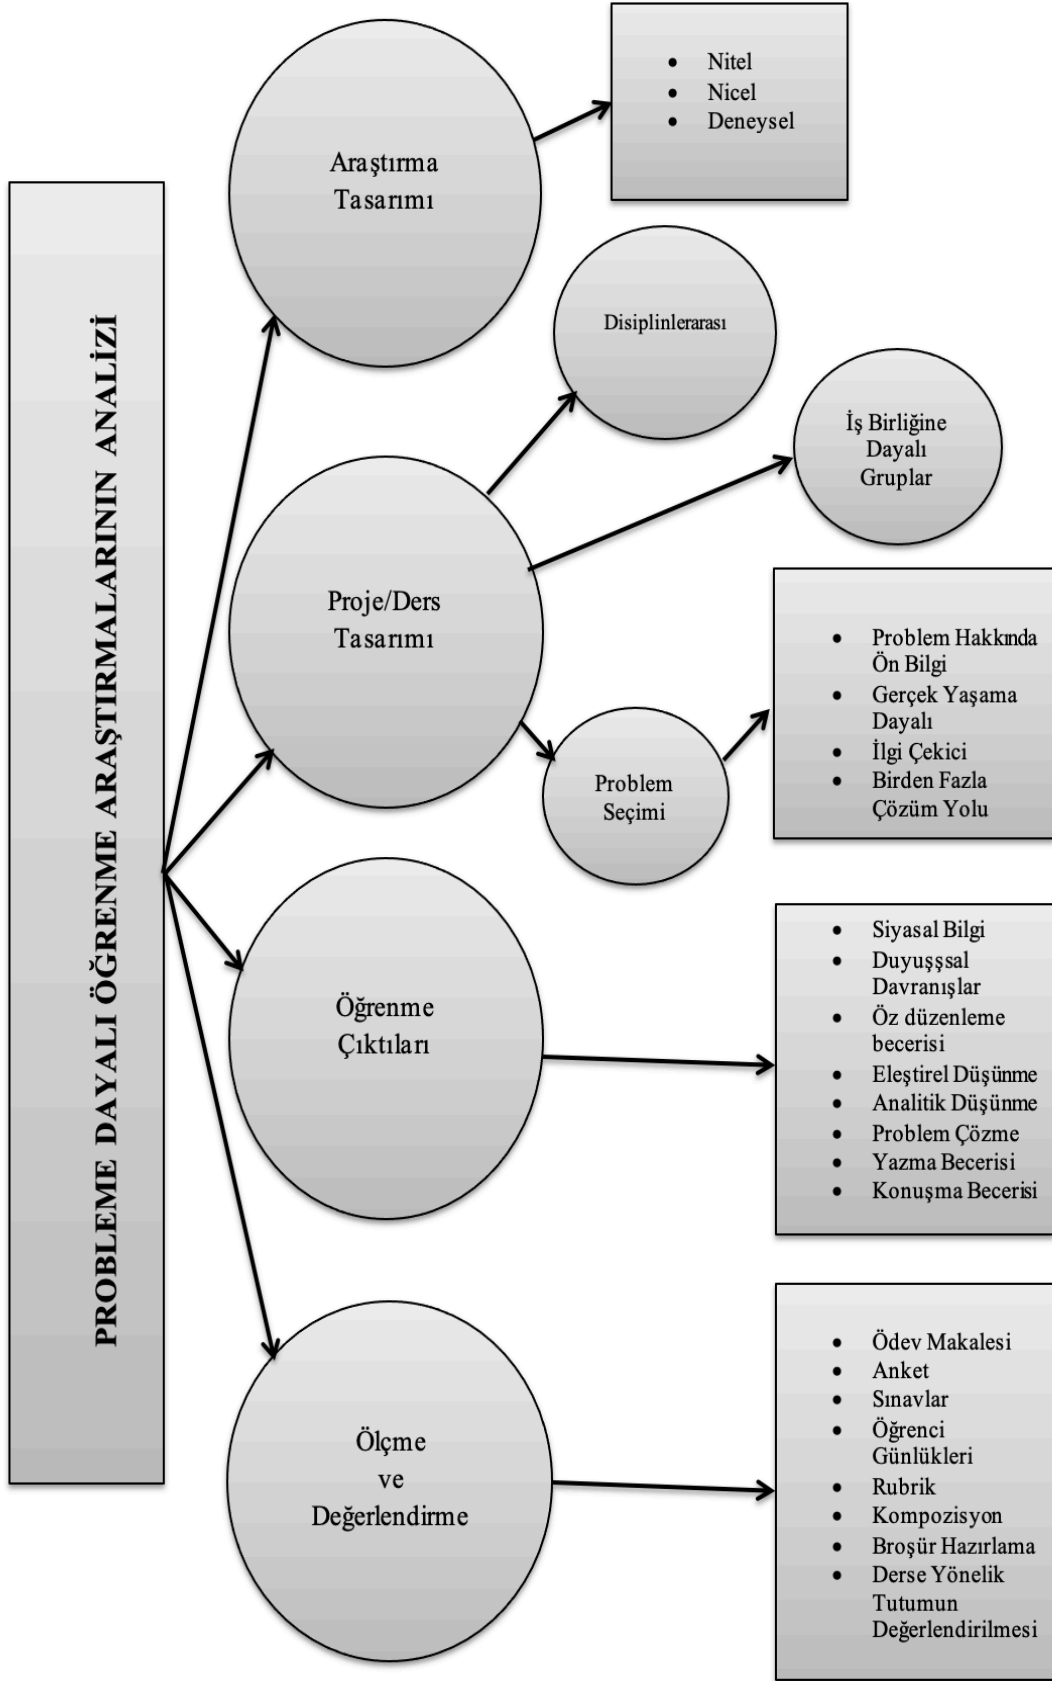 PROBLEME DAYALI ÖĞRENME ARAŞTIRMALARININ ANALİZİ
Araştırma
Tasarımı
• Nitel
• Nicel
• Deneysel
Proje/Ders
Tasarımı
Disiplinlerarası
İş Birliğine
Dayalı
Gruplar
Problem
Seçimi
• Problem Hakkında
Ön Bilgi
• Gerçek Yaşama
Dayalı
• İlgi Çekici
• Birden Fazla
Çözüm Yolu
Öğrenme
Çıktıları
• Siyasal Bilgi
• Duyuşşsal
Davranışlar
• Öz düzenleme
becerisi
• Eleştirel Düşünme
• Analitik Düşünme
• Problem Çözme
• Yazma Becerisi
• Konuşma Becerisi
Ölçme
ve
Değerlendirme
• Ödev Makalesi
• Anket
• Sınavlar
• Öğrenci
Günlükleri
• Rubrik
• Kompozisyon
• Broşür Hazırlama
• Derse Yönelik
Tutumun
Değerlendirilmesi